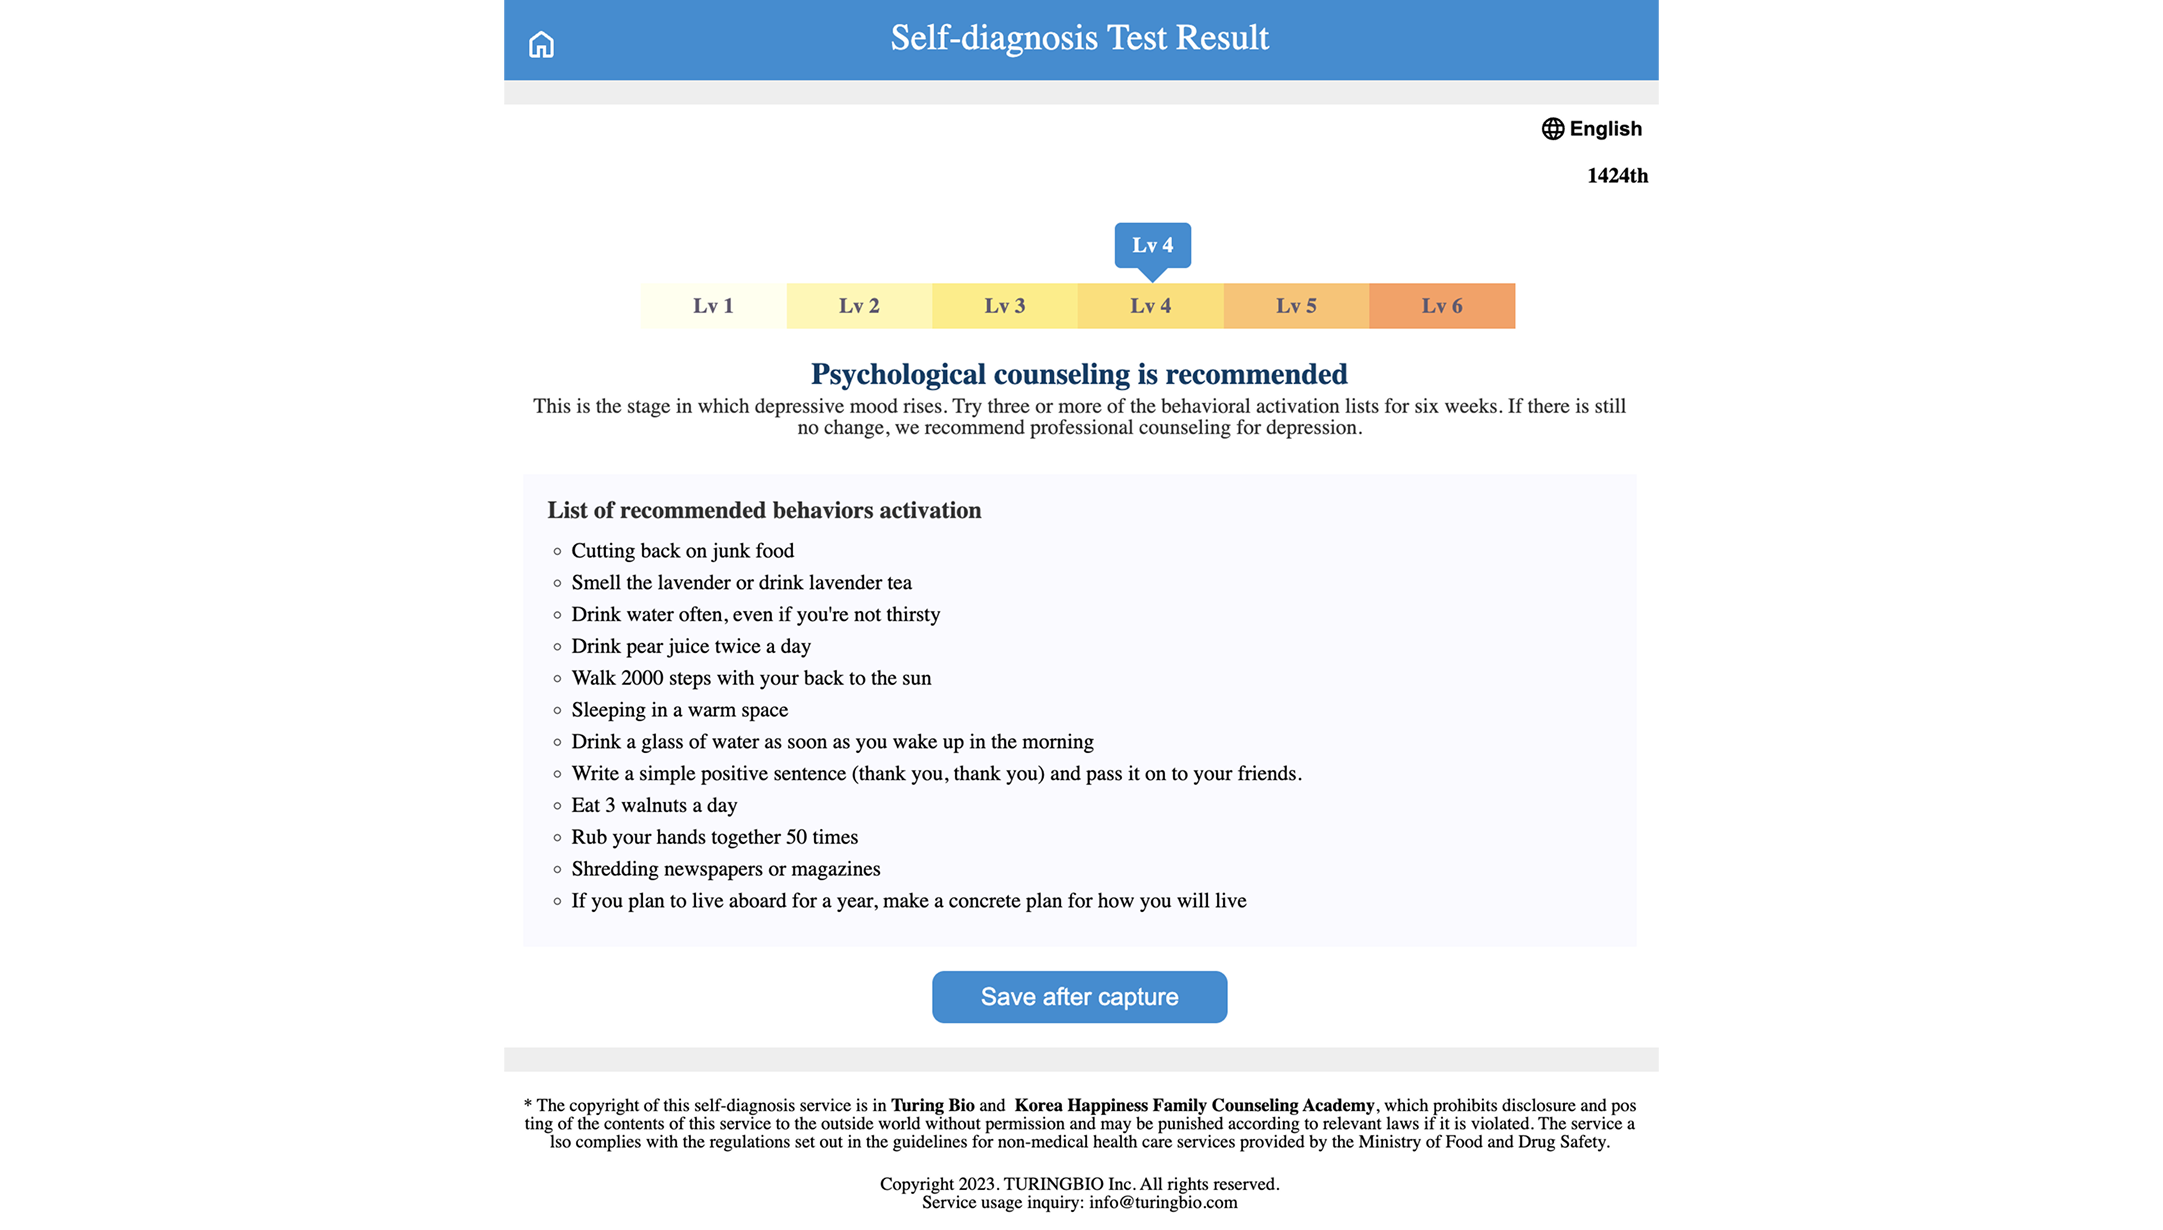 Self-diagnosis Test Result
English
1424th
Lv 4
Lv 1 Lv 2 Lv 3 Lv 4 Lv 5 Lv 6
Psychological counseling is recommended
This is the stage in which depressive mood rises. Try three or more of the behavioral activation lists for six weeks. If there is still
no change, we recommend professional counseling for depression.
List of recommended behaviors activation
Cutting back on junk food
Smell the lavender or drink lavender tea
Drink water often, even if you're not thirsty
Drink pear juice twice a day
Walk 2000 steps with your back to the sun
Sleeping in a warm space
Drink a glass of water as soon as you wake up in the morning
Write a simple positive sentence (thank you, thank you) and pass it on to your friends.
Eat 3 walnuts a day
Rub your hands together 50 times
Shredding newspapers or magazines
If you plan to live aboard for a year, make a concrete plan for how you will live
Save after capture
* The copyright of this self-diagnosis service is in Turing Bio and Korea Happiness Family Counseling Academy, which prohibits disclosure and pos
ting of the contents of this service to the outside world without permission and may be punished according to relevant laws if it is violated. The service a
lso complies with the regulations set out in the guidelines for non-medical health care services provided by the Ministry of Food and Drug Safety.
Copyright 2023. TURINGBIO Inc. All rights reserved.
Service usage inquiry: info@turingbio.com